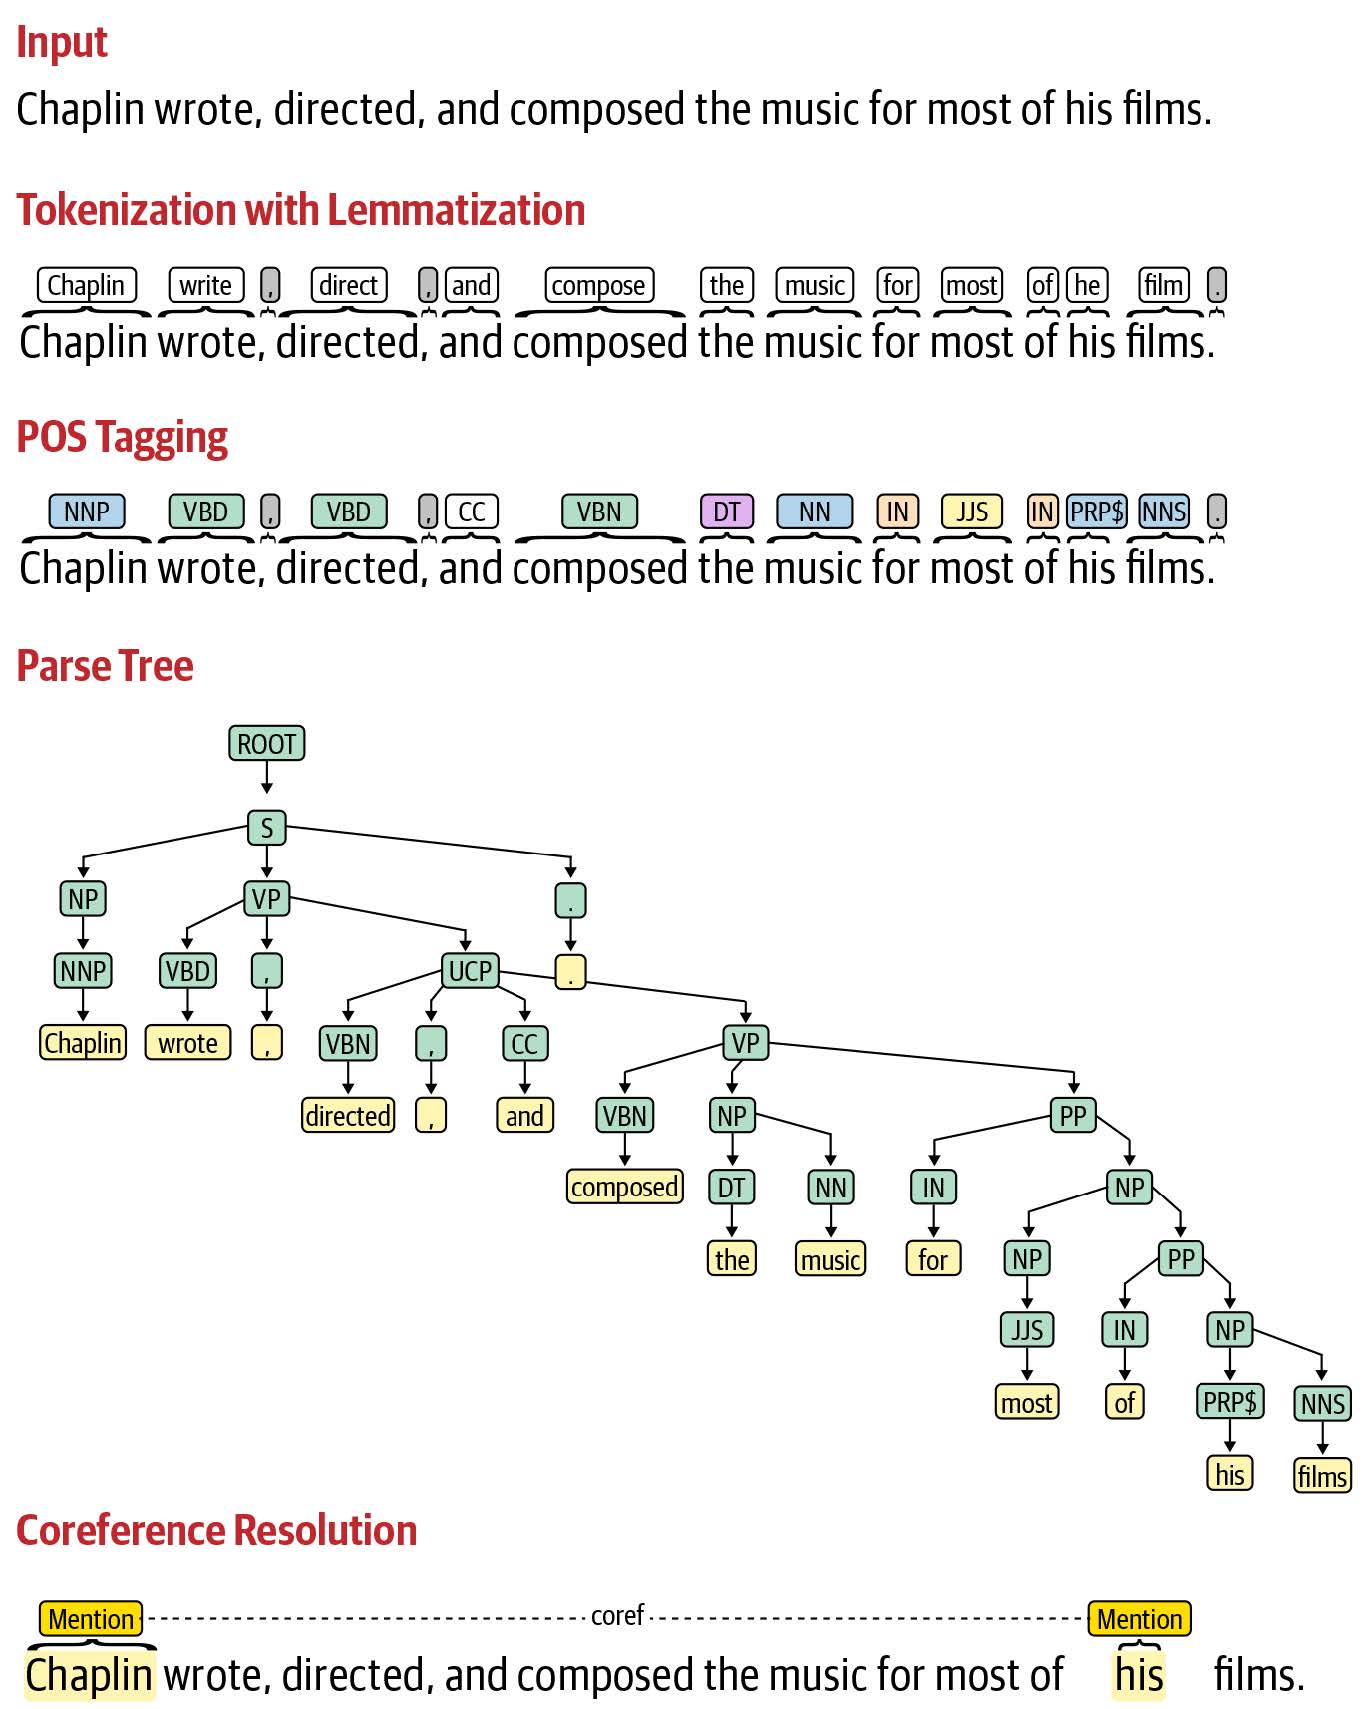 Input
Chaplin wrote, directed, and composed the music for most of his films.
Tokenization with Lemmatization
Chaplin write , direct , and compose the music for most of he film .
Chaplin wrote, directed, and composed the music for most of his films.
POS Tagging
NNP VBD , VBD , CC VBN DT NN IN JJS IN PRP$ NNS .
Chaplin wrote, directed, and composed the music for most of his films.
Parse Tree
ROOT
S
NP VP .
NNP VBD , UCP .
Chaplin wrote , VBN , CC VP
directed , and VBN NP PP
composed DT NN IN NP
the music for NP PP
JJS IN NP
most of PRP$ NNS
his films
Coreference Resolution
Mention coref Mention
Chaplin wrote, directed, and composed the music for most of his films.